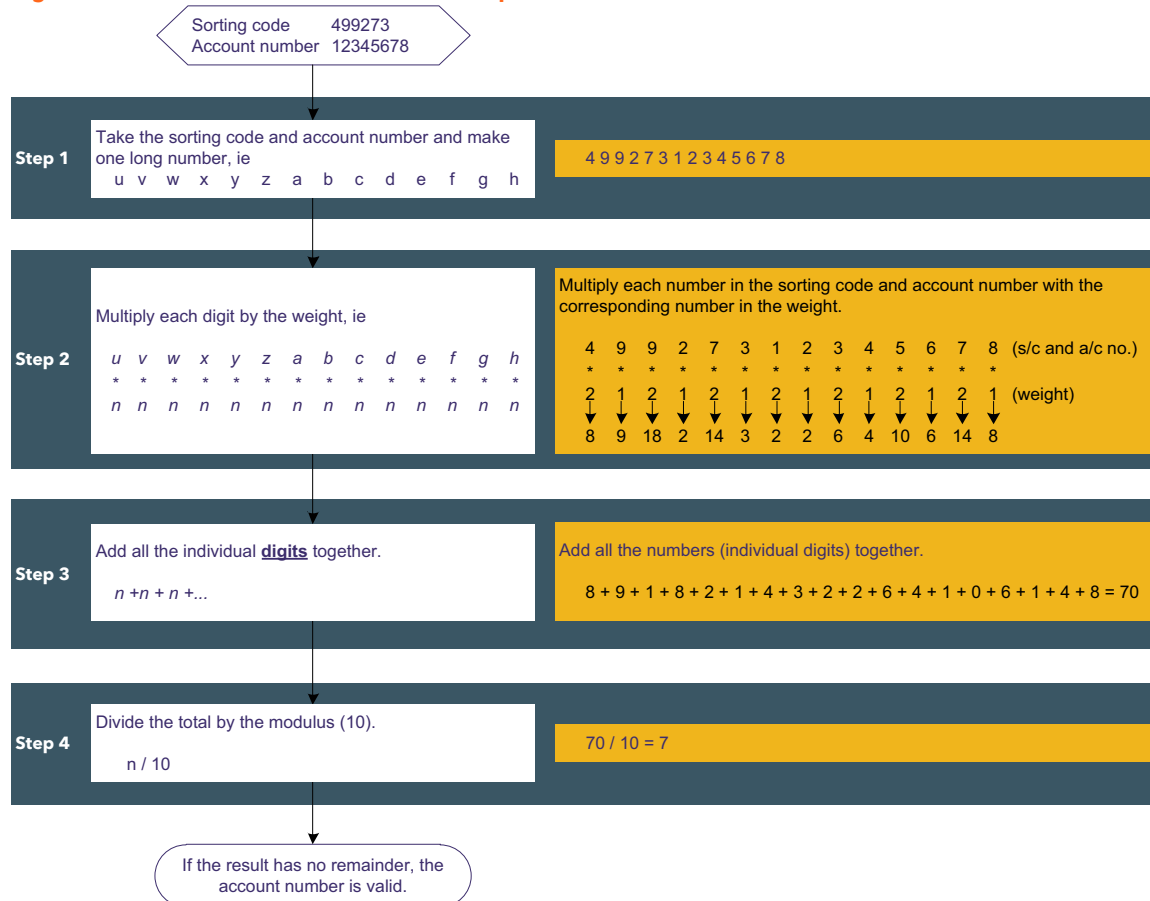 Sorting code 499273
Account number 12345678
Step 1
Take the sorting code and account number and make
one long number, ie
u v w x y z a b c d e f g h
4 9 9 2 7 3 1 2 3 4 5 6 7 8
Step 2
Multiply each digit by the weight, ie
u v w x y z a b c d e f g h
* * * * * * * * * * * * * *
n n n n n n n n n n n n n n
Multiply each number in the sorting code and account number with the
corresponding number in the weight.
4 9 9 2 7 3 1 2 3 4 5 6 7 8 (s/c and a/c no.)
* * * * * * * * * * * * * *
2 1 2 1 2 1 2 1 2 1 2 1 2 1 (weight)
8 9 18 2 14 3 2 2 6 4 10 6 14 8
Step 3
Add all the individual digits together.
n +n + n +...
Add all the numbers (individual digits) together.
8 + 9 + 1 + 8 + 2 + 1 + 4 + 3 + 2 + 2 + 6 + 4 + 1 + 0 + 6 + 1 + 4 + 8 = 70
Step 4
Divide the total by the modulus (10).
n / 10
70 / 10 = 7
If the result has no remainder, the
account number is valid.